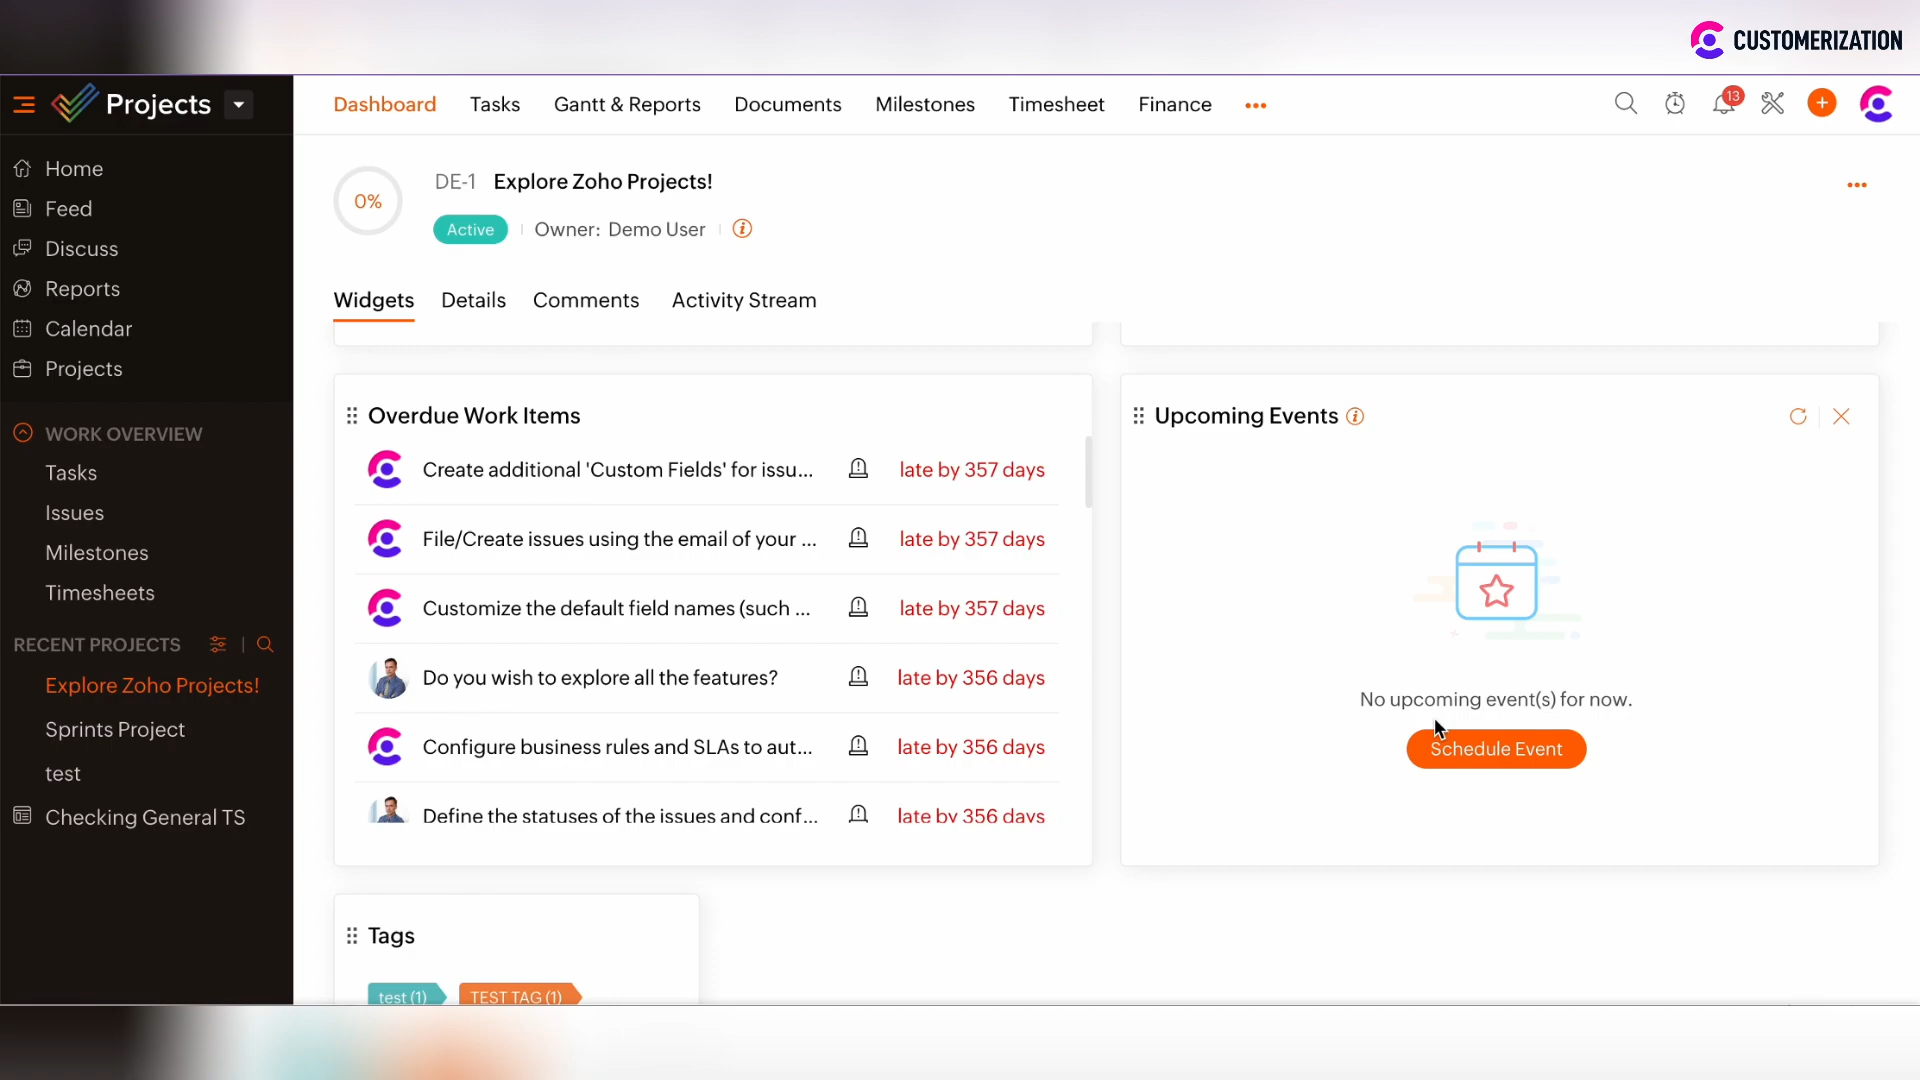 CUSTOMERIZATION
Projects
Dashboard Tasks Gantt & Reports Documents Milestones Timesheet Finance
13
Home
Feed
Discuss
Reports
Calendar
Projects
WORK OVERVIEW
Tasks
Issues
Milestones
Timesheets
RECENT PROJECTS
Explore Zoho Projects!
Sprints Project
test
Checking General TS
0%
DE-1 Explore Zoho Projects!
Active Owner: Demo User
Widgets Details Comments Activity Stream
Overdue Work Items
Create additional 'Custom Fields' for issu... late by 357 days
File/Create issues using the email of your ... late by 357 days
Customize the default field names (such ... late by 357 days
Do you wish to explore all the features? late by 356 days
Configure business rules and SLAs to aut... late by 356 days
Define the statuses of the issues and conf... late by 356 days
Upcoming Events
No upcoming event(s) for now.
Schedule Event
Tags
test (1) TEST TAG (1)